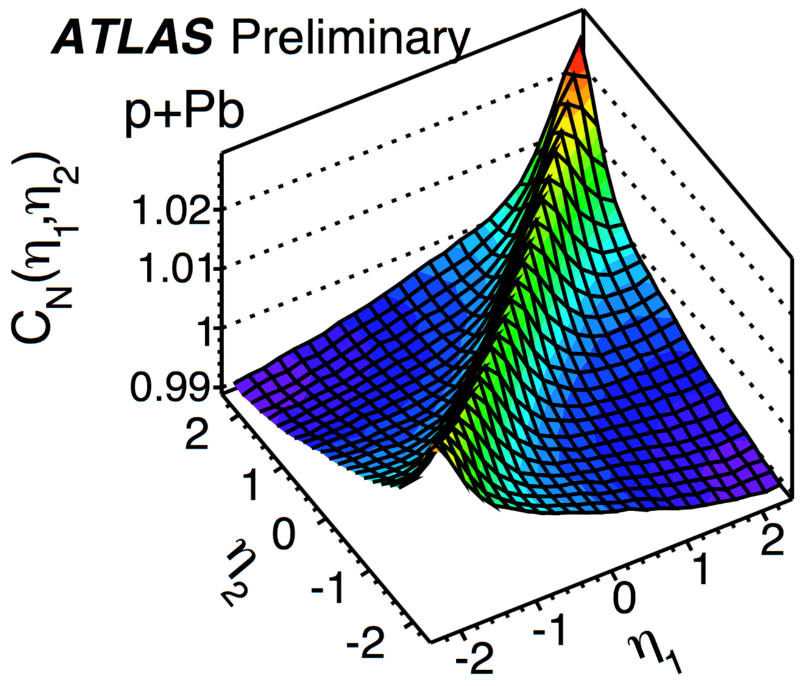 ATLAS Preliminary
p+Pb
C_N(η_1,η_2)
1.02
1.01
1
0.99
2
1
0
-1
-2
η_2
-2
-1
0
1
2
η_1